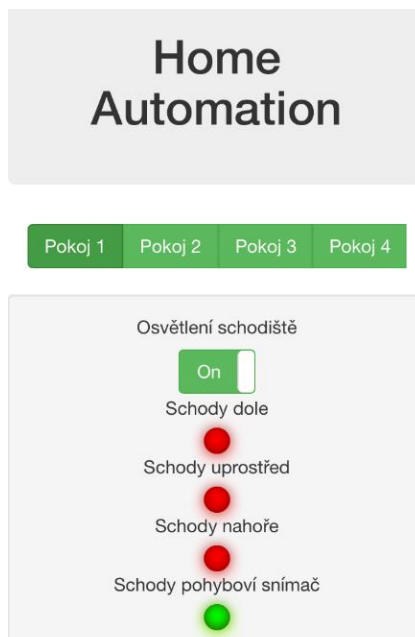 Home
Automation
Pokoj 1 Pokoj 2 Pokoj 3 Pokoj 4
Osvětlení schodiště
On
Schody dole
Schody uprostřed
Schody nahoře
Schody pohyboví snímač